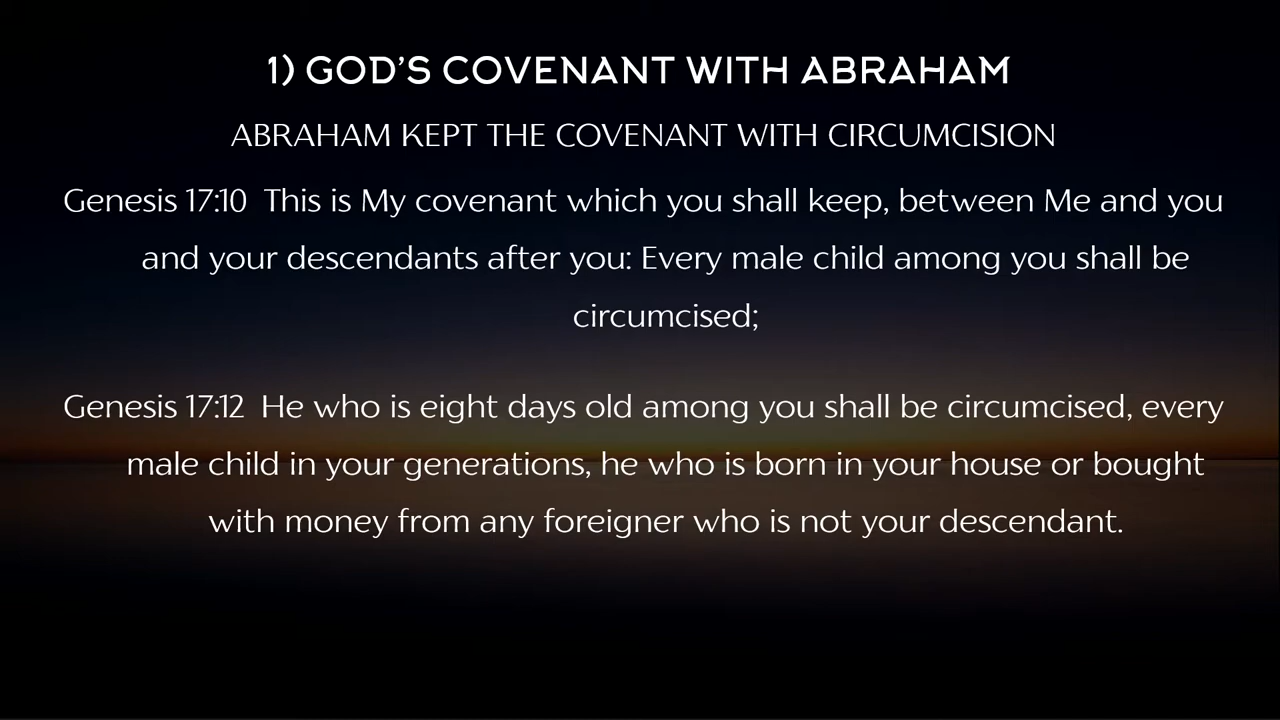 1) GOD'S COVENANT WITH ABRAHAM
ABRAHAM KEPT THE COVENANT WITH CIRCUMCISION
Genesis 17:10  This is My covenant which you shall keep, between Me and you
and your descendants after you: Every male child among you shall be
circumcised;
Genesis 17:12  He who is eight days old among you shall be circumcised, every
male child in your generations, he who is born in your house or bought
with money from any foreigner who is not your descendant.